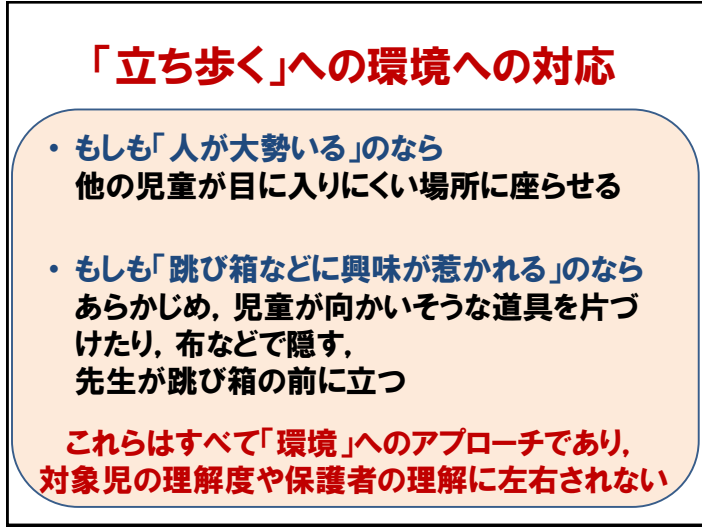 「立ち歩く」への環境への対応
・ もしも「人が大勢いる」のなら
他の児童が目に入りにくい場所に座らせる
・ もしも「跳び箱などに興味が惹かれる」のなら
あらかじめ，児童が向かいそうな道具を片づ
けたり，布などで隠す，
先生が跳び箱の前に立つ
これらはすべて「環境」へのアプローチであり，
対象児の理解度や保護者の理解に左右されない